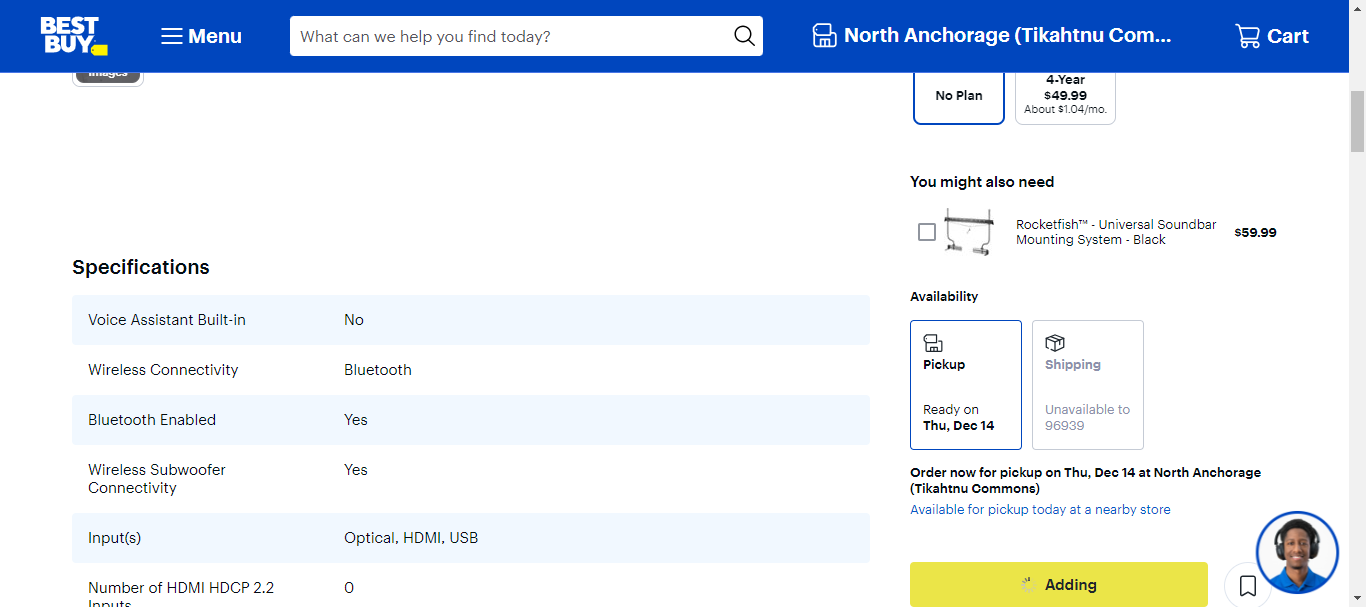 BEST
BUY
Menu
What can we help you find today?
North Anchorage (Tikahtnu Com...
Cart
Images
No Plan
4-Year
$49.99
About $1.04/mo.
You might also need
Rocketfish™ - Universal Soundbar
Mounting System - Black
$59.99
Specifications
Voice Assistant Built-in No
Wireless Connectivity Bluetooth
Bluetooth Enabled Yes
Wireless Subwoofer
Connectivity
Yes
Input(s) Optical, HDMI, USB
Number of HDMI HDCP 2.2
Inputs
0
Availability
Pickup
Ready on
Thu, Dec 14
Shipping
Unavailable to
96939
Order now for pickup on Thu, Dec 14 at North Anchorage
(Tikahtnu Commons)
Available for pickup today at a nearby store
Adding